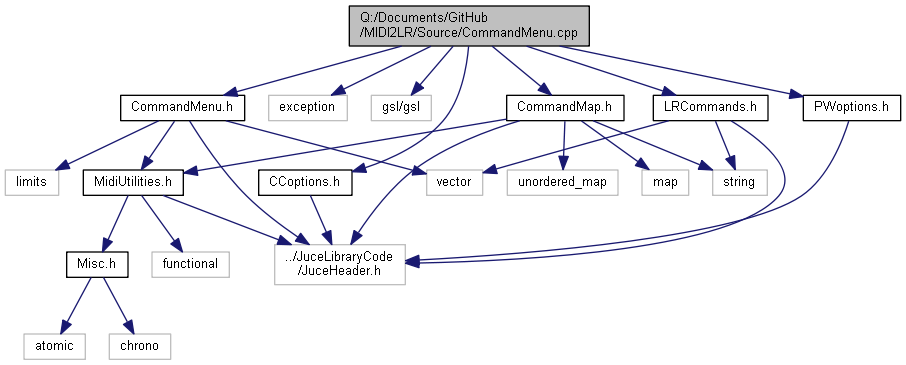 Q:/Documents/GitHub
/MIDI2LR/Source/CommandMenu.cpp
CommandMenu.h
exception
gsl/gsl
CommandMap.h
LRCommands.h
PWoptions.h
limits
MidiUtilities.h
CCoptions.h
vector
unordered_map
map
string
Misc.h
functional
../JuceLibraryCode
/JuceHeader.h
atomic
chrono